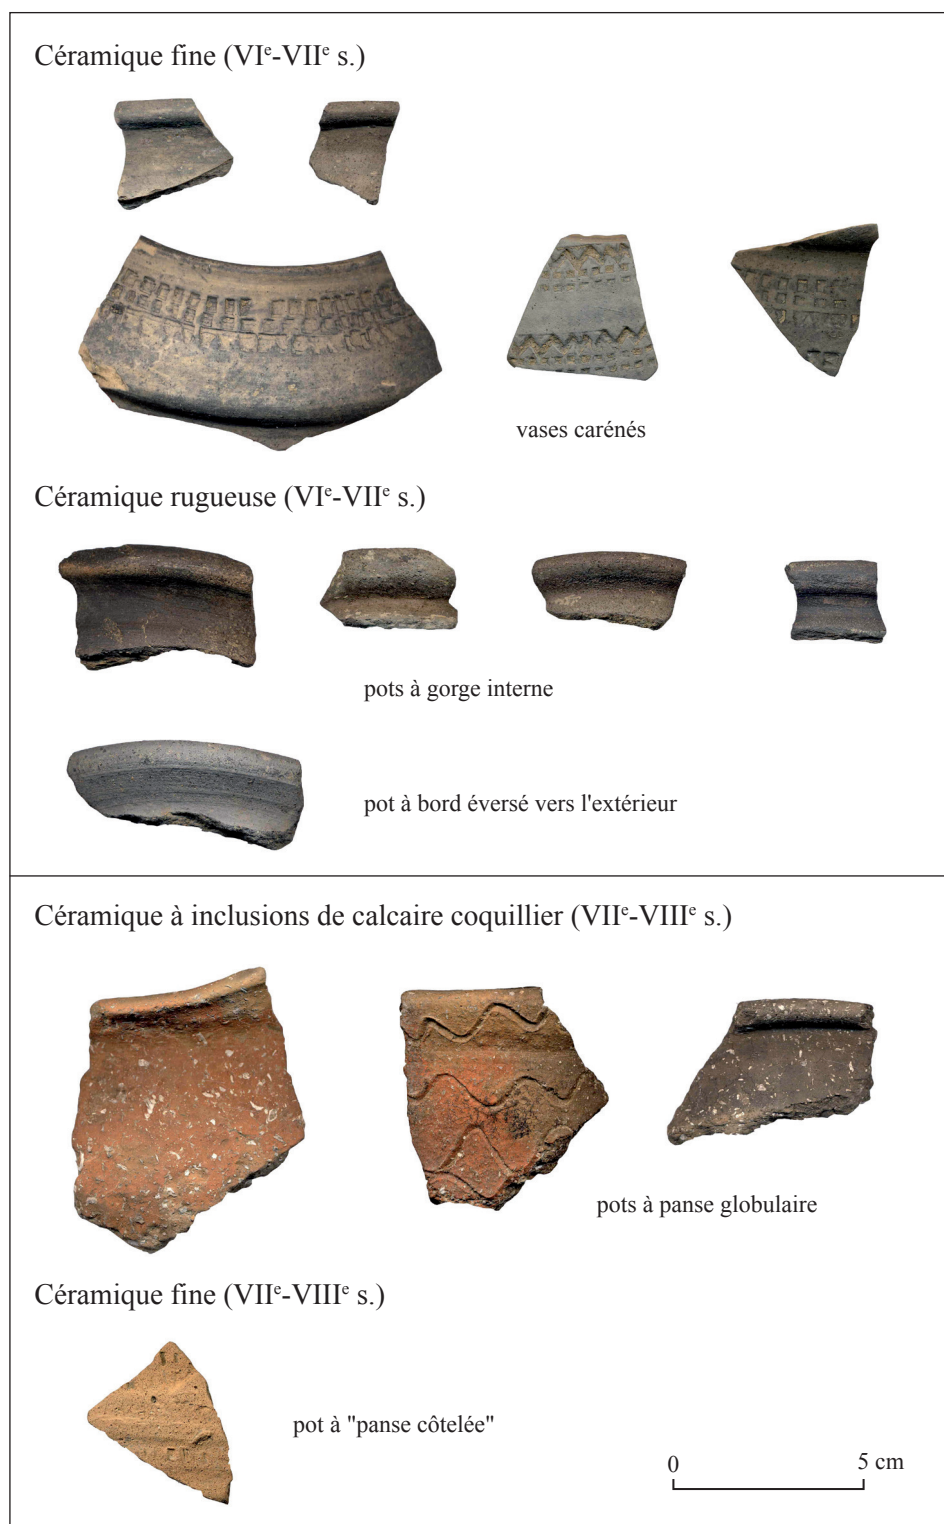 Céramique fine (VIᵉ-VIIᵉ s.)
vases carénés
Céramique rugueuse (VIᵉ-VIIᵉ s.)
pots à gorge interne
pot à bord éversé vers l'extérieur
Céramique à inclusions de calcaire coquillier (VIIᵉ-VIIIᵉ s.)
pots à panse globulaire
Céramique fine (VIIᵉ-VIIIᵉ s.)
pot à "panse côtelée"
0 5 cm